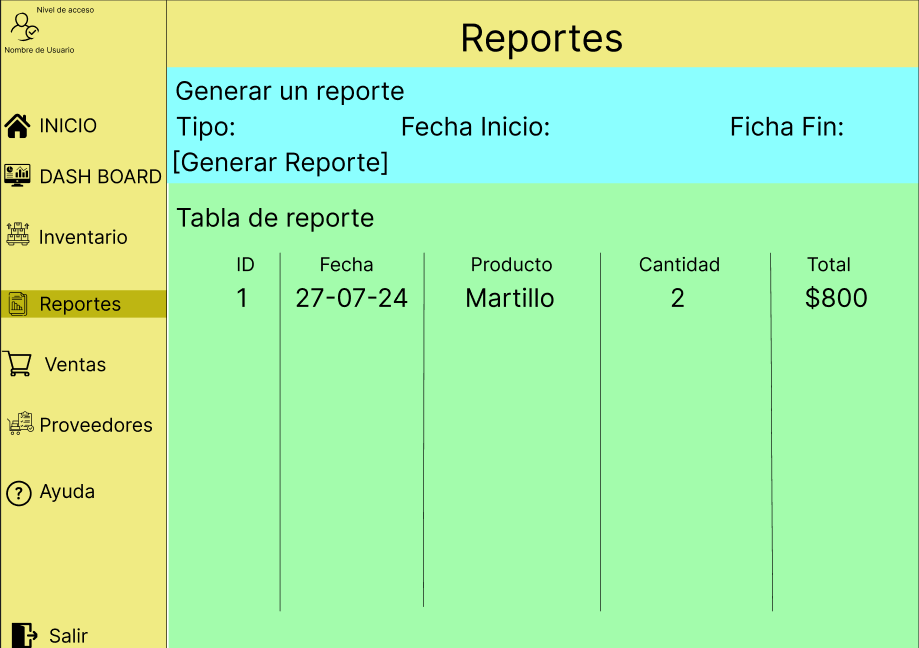 Nivel de acceso
Nombre de Usuario
INICIO
DASH BOARD
Inventario
Reportes
Ventas
Proveedores
? Ayuda
Salir
Reportes
Generar un reporte
Tipo: Fecha Inicio: Ficha Fin:
[Generar Reporte]
Tabla de reporte
ID Fecha Producto Cantidad Total
1 27-07-24 Martillo 2 $800